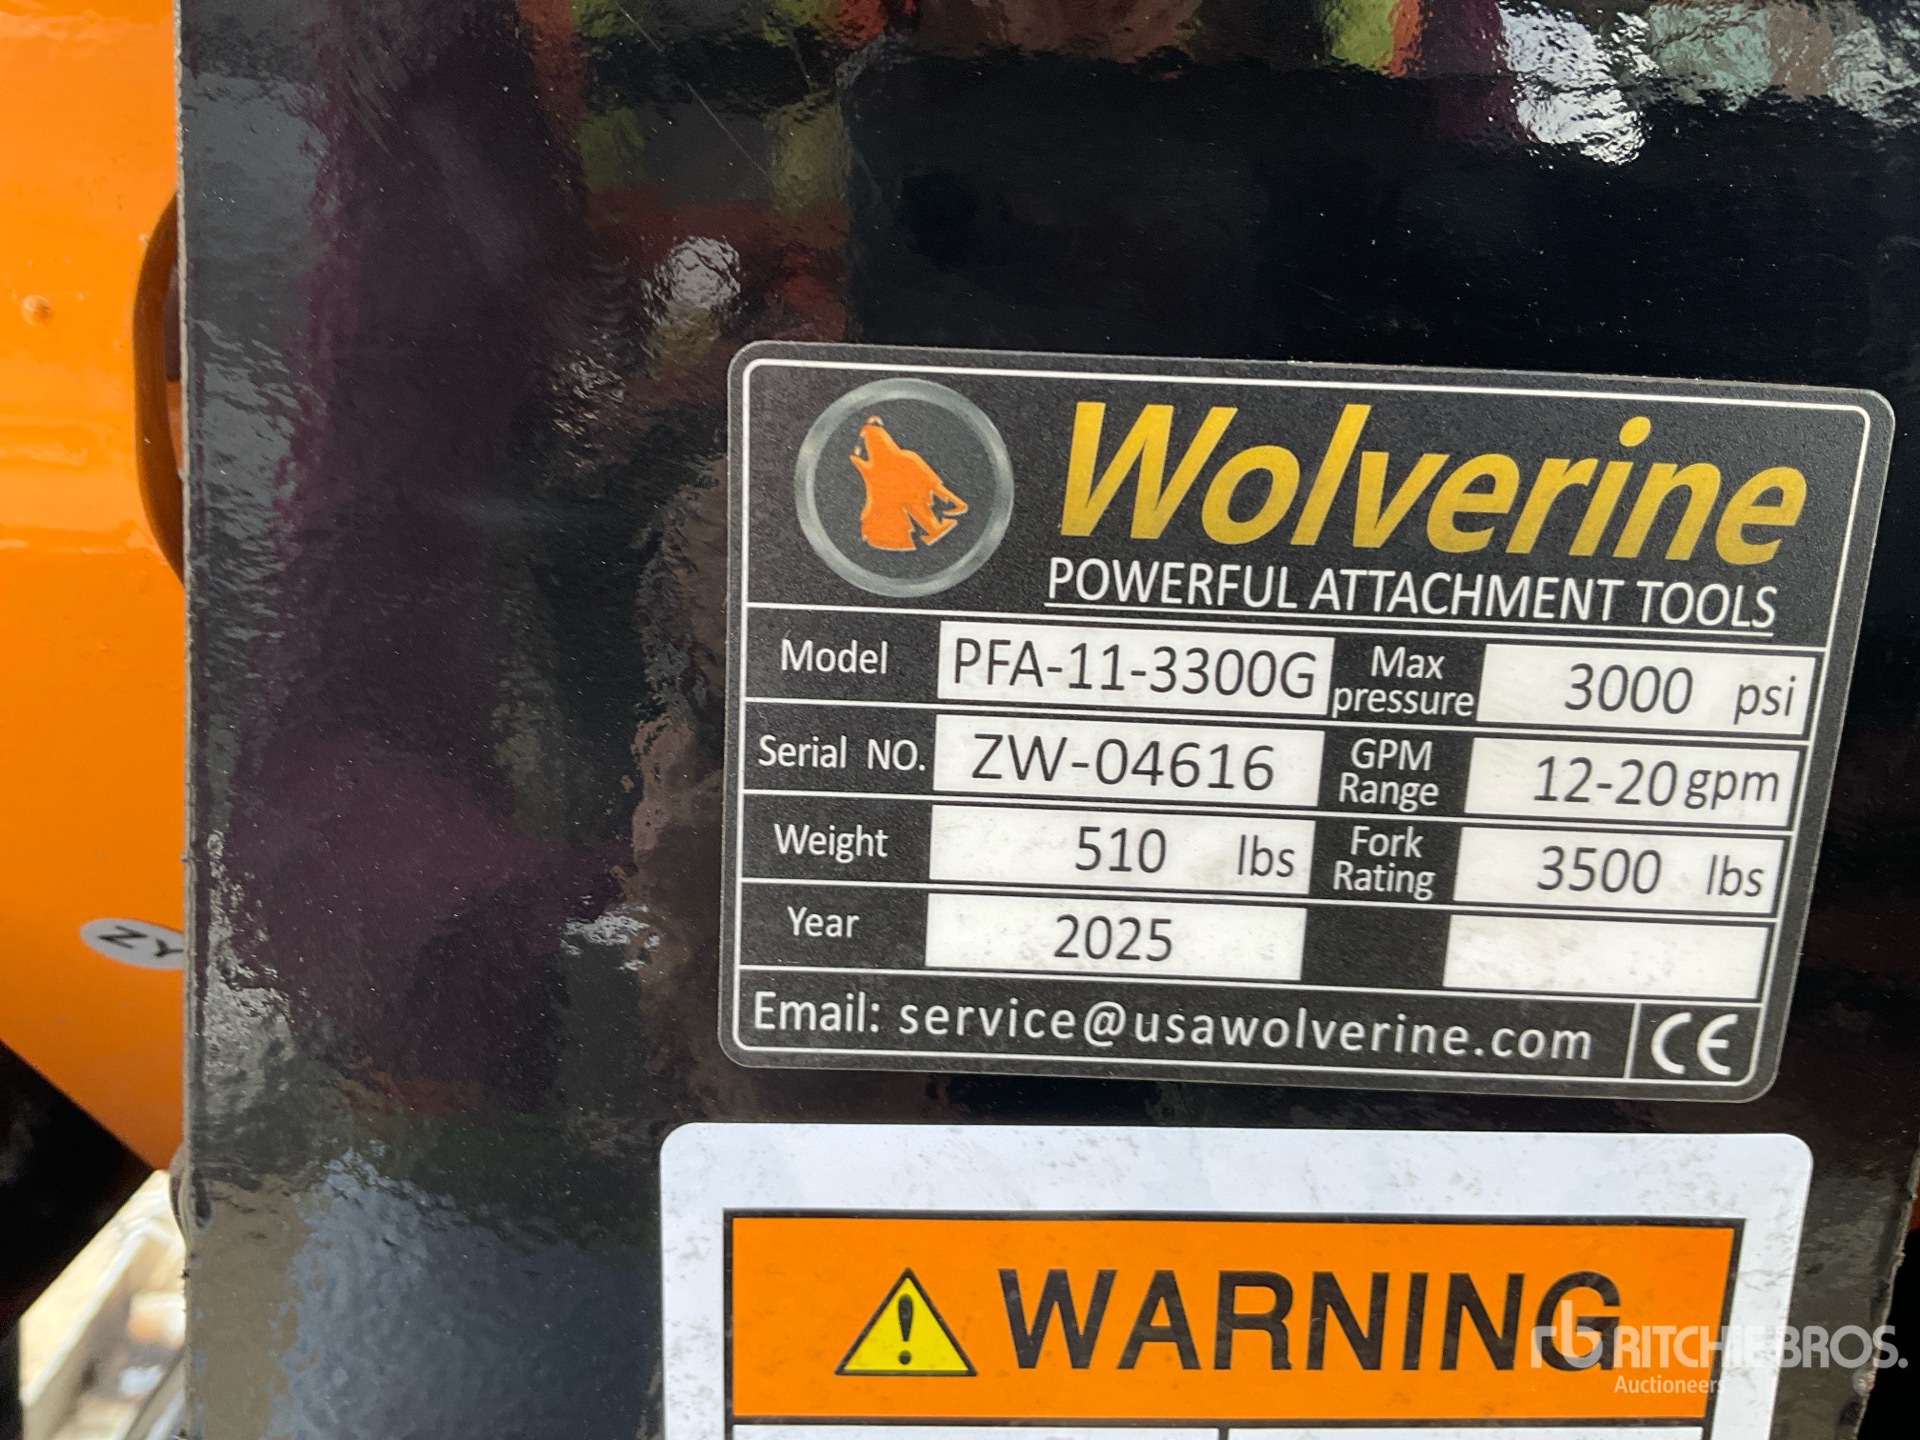 Wolverine
POWERFUL ATTACHMENT TOOLS
Model PFA-11-3300G Max pressure 3000 psi
Serial NO. ZW-04616 GPM Range 12-20 gpm
Weight 510 lbs Fork Rating 3500 lbs
Year 2025
Email: service@usawolverine.com CE
ZY
WARNING
rb RITCHIE BROS.
Auctioneers